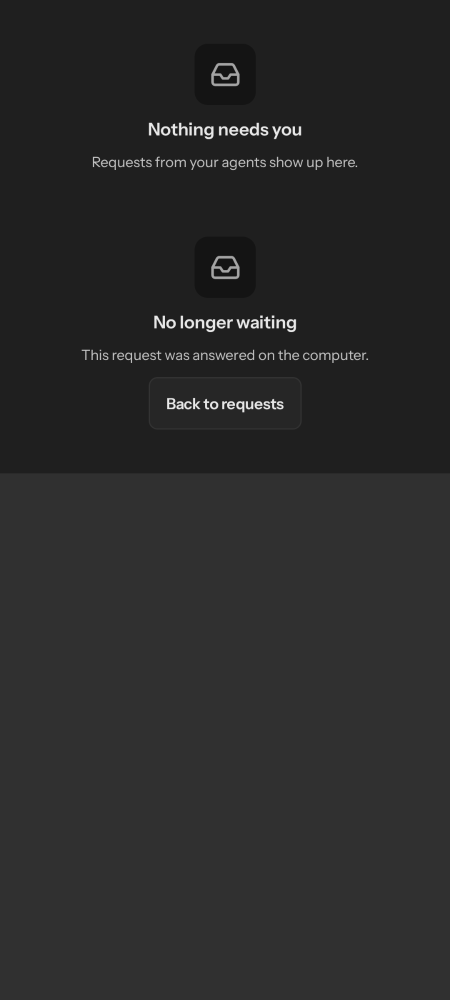 Nothing needs you
Requests from your agents show up here.
No longer waiting
This request was answered on the computer.
Back to requests